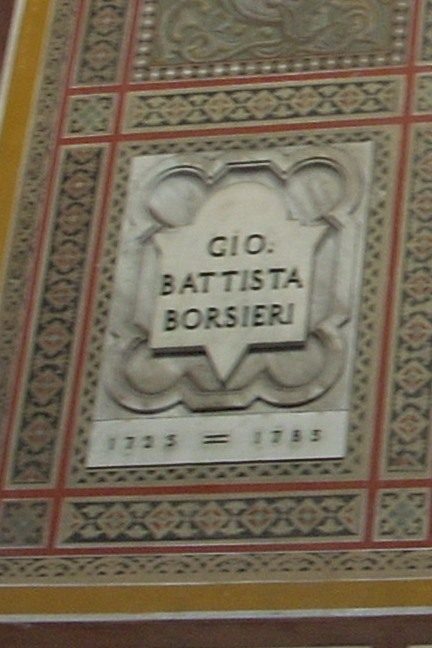 GIO.
BATTISTA
BORSIERI
1725 = 1785